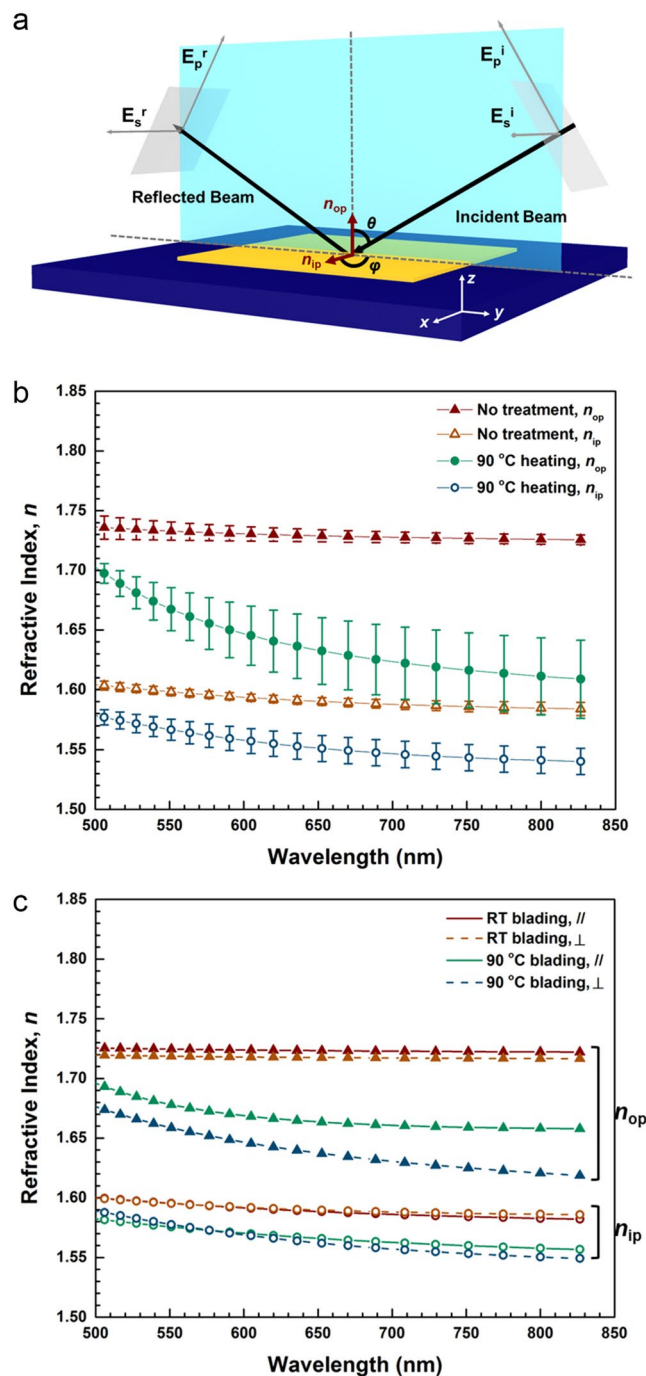 a
E_p^r
E_p^i
E_s^r
E_s^i
Reflected Beam
n_op
θ
Incident Beam
n_ip
φ
z
x
y
b
1.85
1.80
1.75
1.70
1.65
1.60
1.55
1.50
Refractive Index, n
No treatment, n_op
No treatment, n_ip
90 °C heating, n_op
90 °C heating, n_ip
500 550 600 650 700 750 800 850
Wavelength (nm)
c
1.85
1.80
1.75
1.70
1.65
1.60
1.55
1.50
Refractive Index, n
RT blading, //
RT blading, ⊥
90 °C blading, //
90 °C blading, ⊥
n_op
n_ip
500 550 600 650 700 750 800 850
Wavelength (nm)